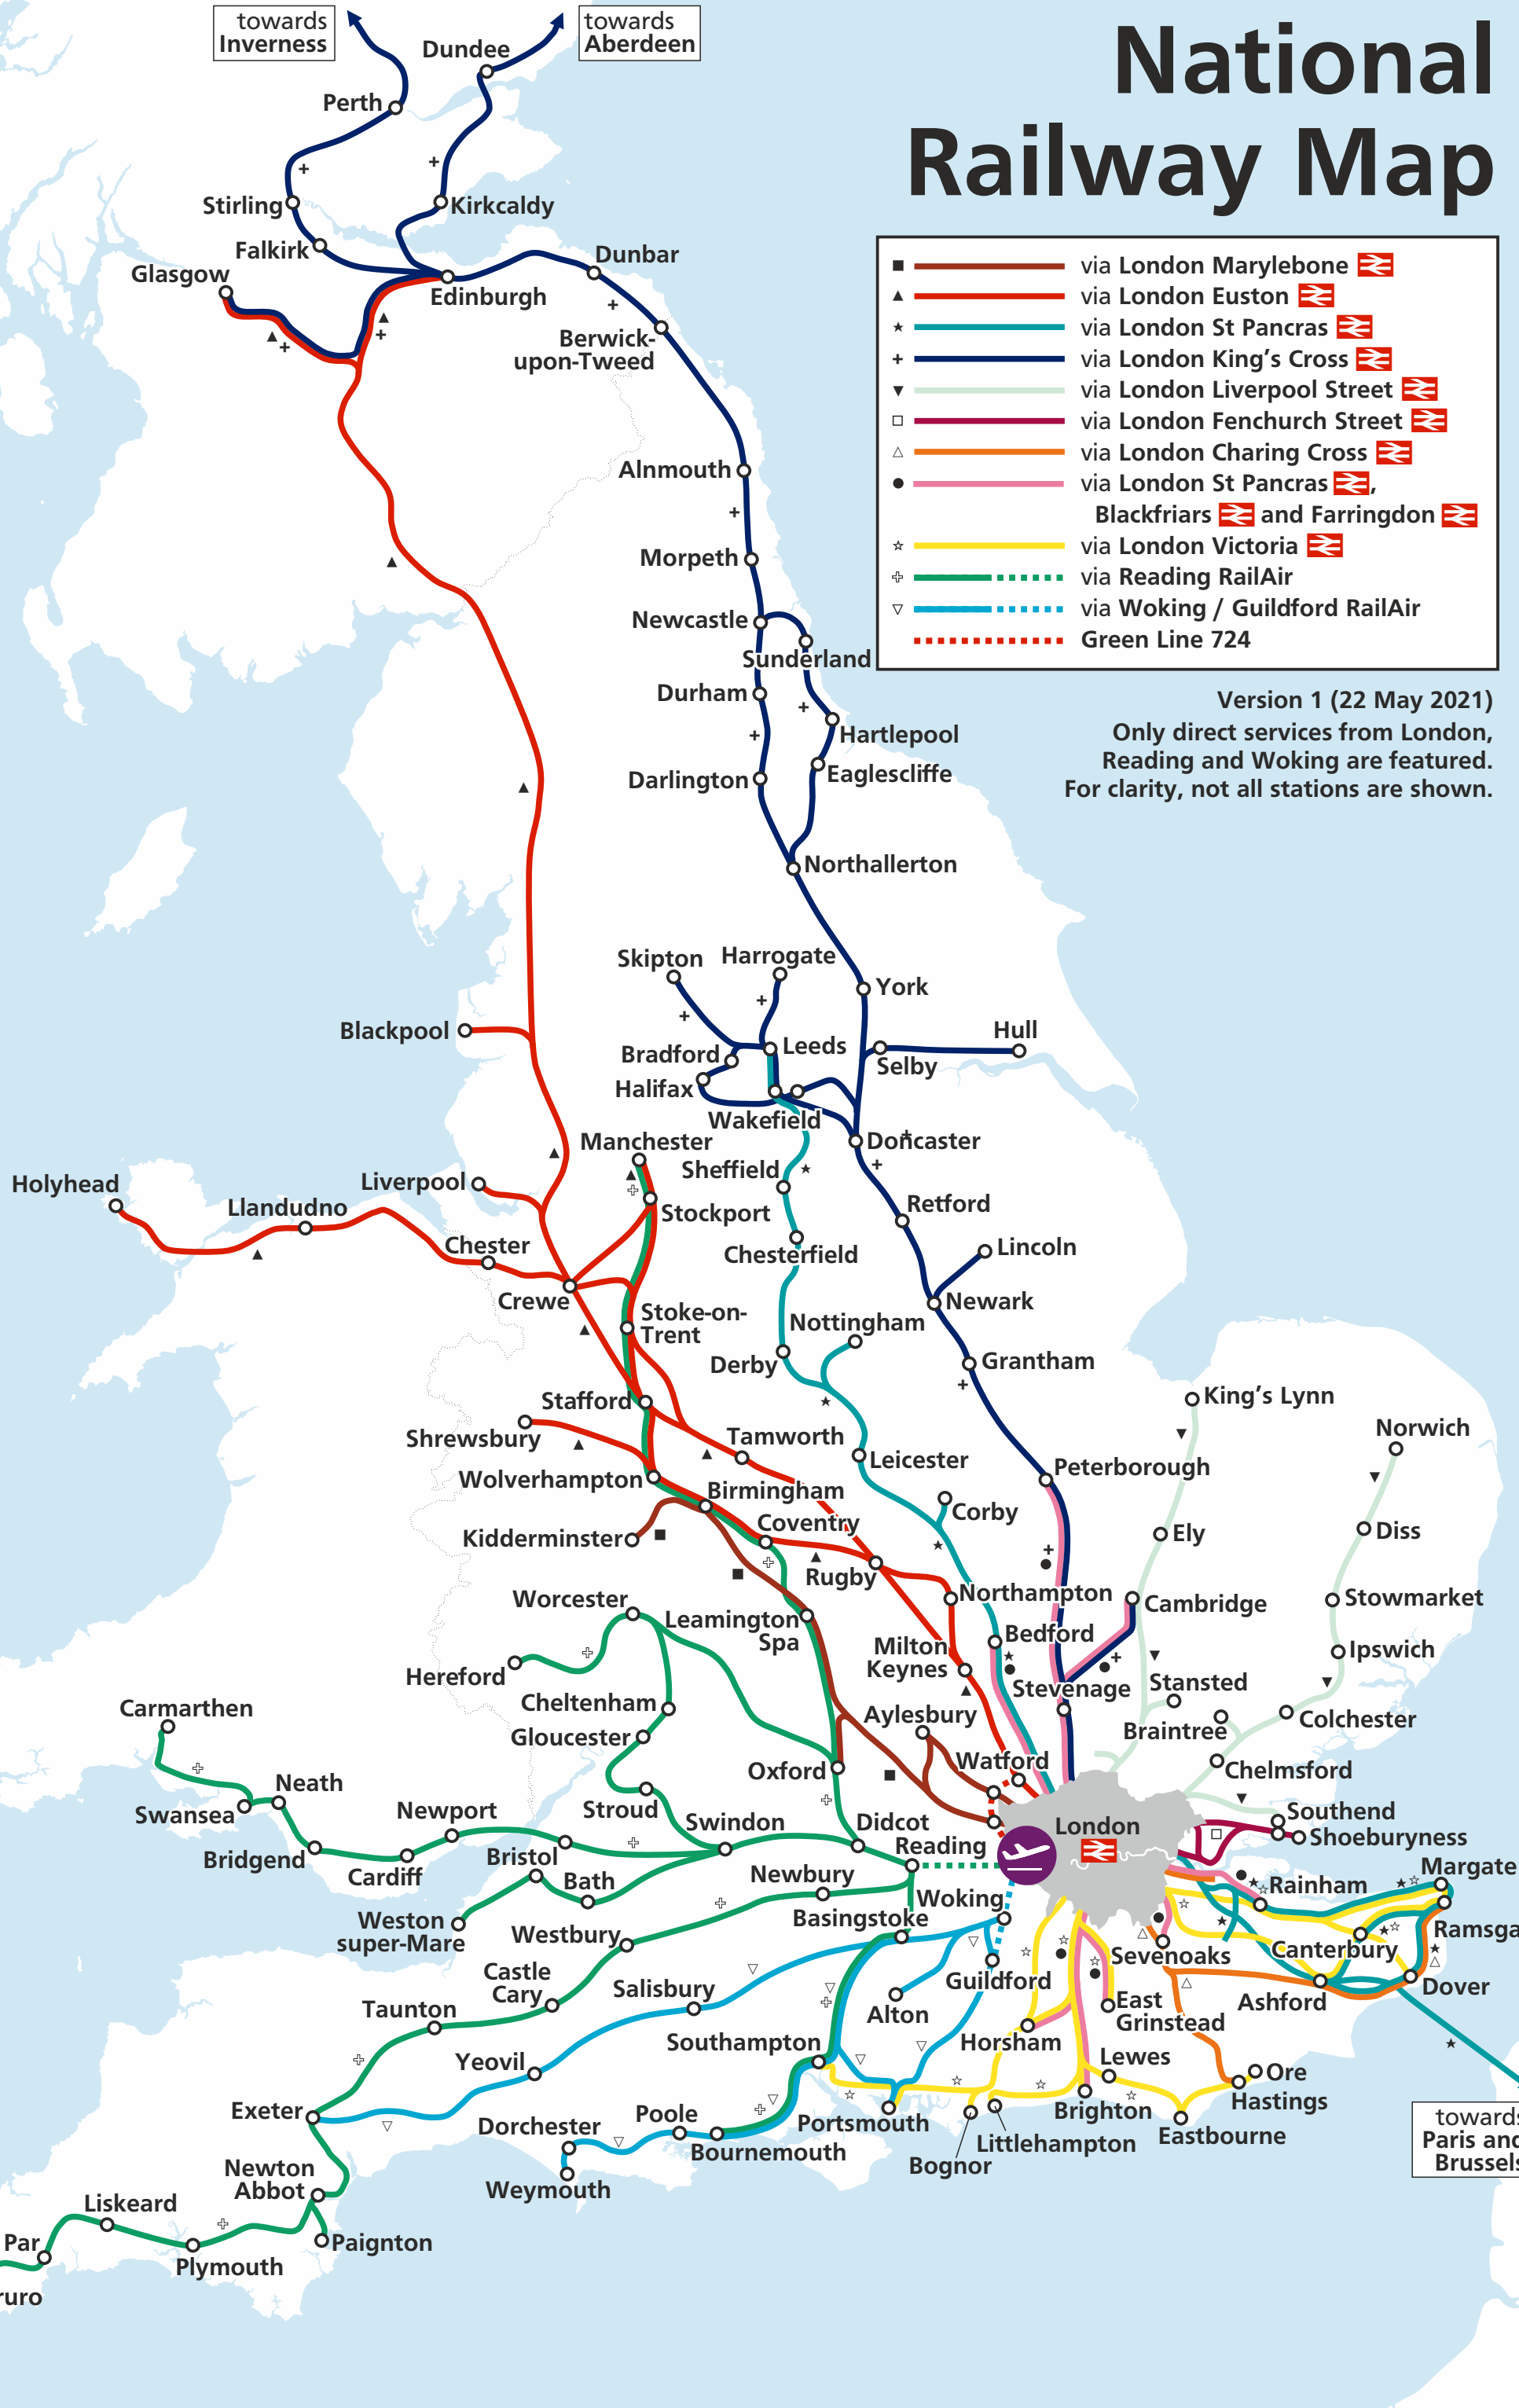 National
Railway Map
towards
Inverness
towards
Aberdeen
Dundee
Perth
Stirling
Kirkcaldy
Falkirk
Glasgow
Edinburgh
Dunbar
Berwick-
upon-Tweed
via London Marylebone
via London Euston
via London St Pancras
via London King's Cross
via London Liverpool Street
via London Fenchurch Street
via London Charing Cross
via London St Pancras ,
Blackfriars and Farringdon
via London Victoria
via Reading RailAir
via Woking / Guildford RailAir
Green Line 724
Version 1 (22 May 2021)
Only direct services from London,
Reading and Woking are featured.
For clarity, not all stations are shown.
Alnmouth
Morpeth
Newcastle
Sunderland
Durham
Hartlepool
Darlington
Eaglescliffe
Northallerton
Skipton
Harrogate
York
Blackpool
Bradford
Leeds
Hull
Selby
Halifax
Wakefield
Doncaster
Manchester
Holyhead
Llandudno
Liverpool
Sheffield
Stockport
Retford
Chester
Chesterfield
Lincoln
Crewe
Newark
Stoke-on-
Trent
Nottingham
Derby
Grantham
Stafford
King's Lynn
Shrewsbury
Tamworth
Norwich
Leicester
Wolverhampton
Peterborough
Birmingham
Corby
Kidderminster
Coventry
Ely
Diss
Rugby
Worcester
Northampton
Cambridge
Stowmarket
Leamington
Spa
Bedford
Hereford
Milton
Keynes
Ipswich
Stevenage
Stansted
Carmarthen
Cheltenham
Aylesbury
Braintree
Colchester
Gloucester
Watford
Oxford
Chelmsford
Neath
Swansea
Stroud
Newport
Swindon
Didcot
London
Southend
Shoeburyness
Bridgend
Cardiff
Bristol
Reading
Bath
Newbury
Margate
Rainham
Woking
Weston
super-Mare
Westbury
Basingstoke
Ramsga
Sevenoaks
Canterbury
Castle
Cary
Salisbury
Guildford
Dover
Taunton
Alton
East
Grinstead
Ashford
Southampton
Horsham
Yeovil
Lewes
Ore
Hastings
Exeter
Dorchester
Poole
Portsmouth
Brighton
Bournemouth
Littlehampton
Eastbourne
Bognor
Weymouth
towards
Paris and
Brussels
Newton
Abbot
Liskeard
Par
Paignton
Plymouth
ruro